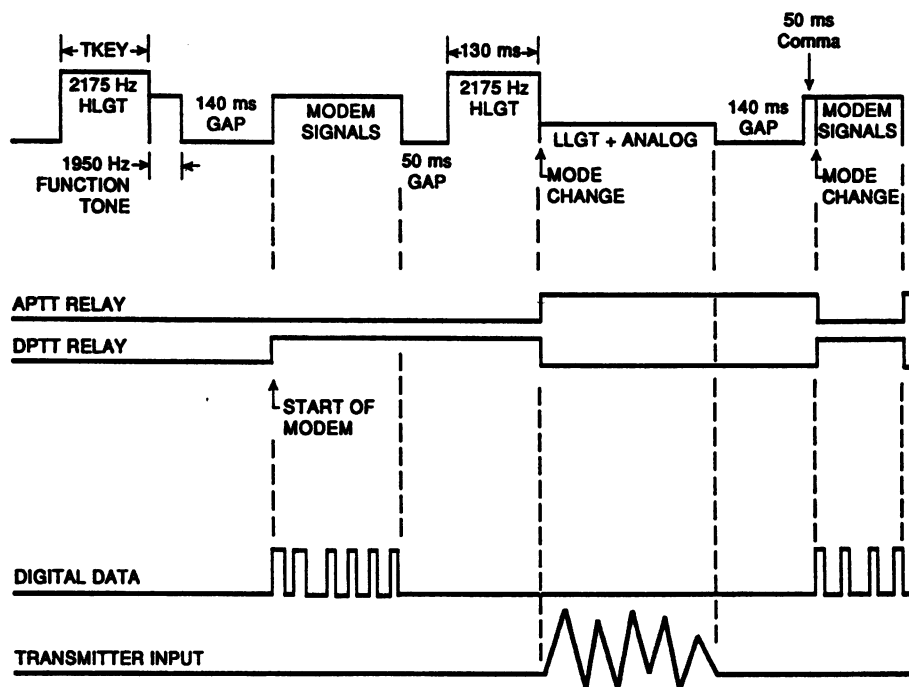 50 ms
Comma
TKEY
130 ms
2175 Hz
HLGT
140 ms
GAP
MODEM
SIGNALS
2175 Hz
HLGT
140 ms
GAP
MODEM
SIGNALS
LLGT + ANALOG
1950 Hz
FUNCTION
TONE
50 ms
GAP
MODE
CHANGE
MODE
CHANGE
APTT RELAY
DPTT RELAY
START OF
MODEM
DIGITAL DATA
TRANSMITTER INPUT